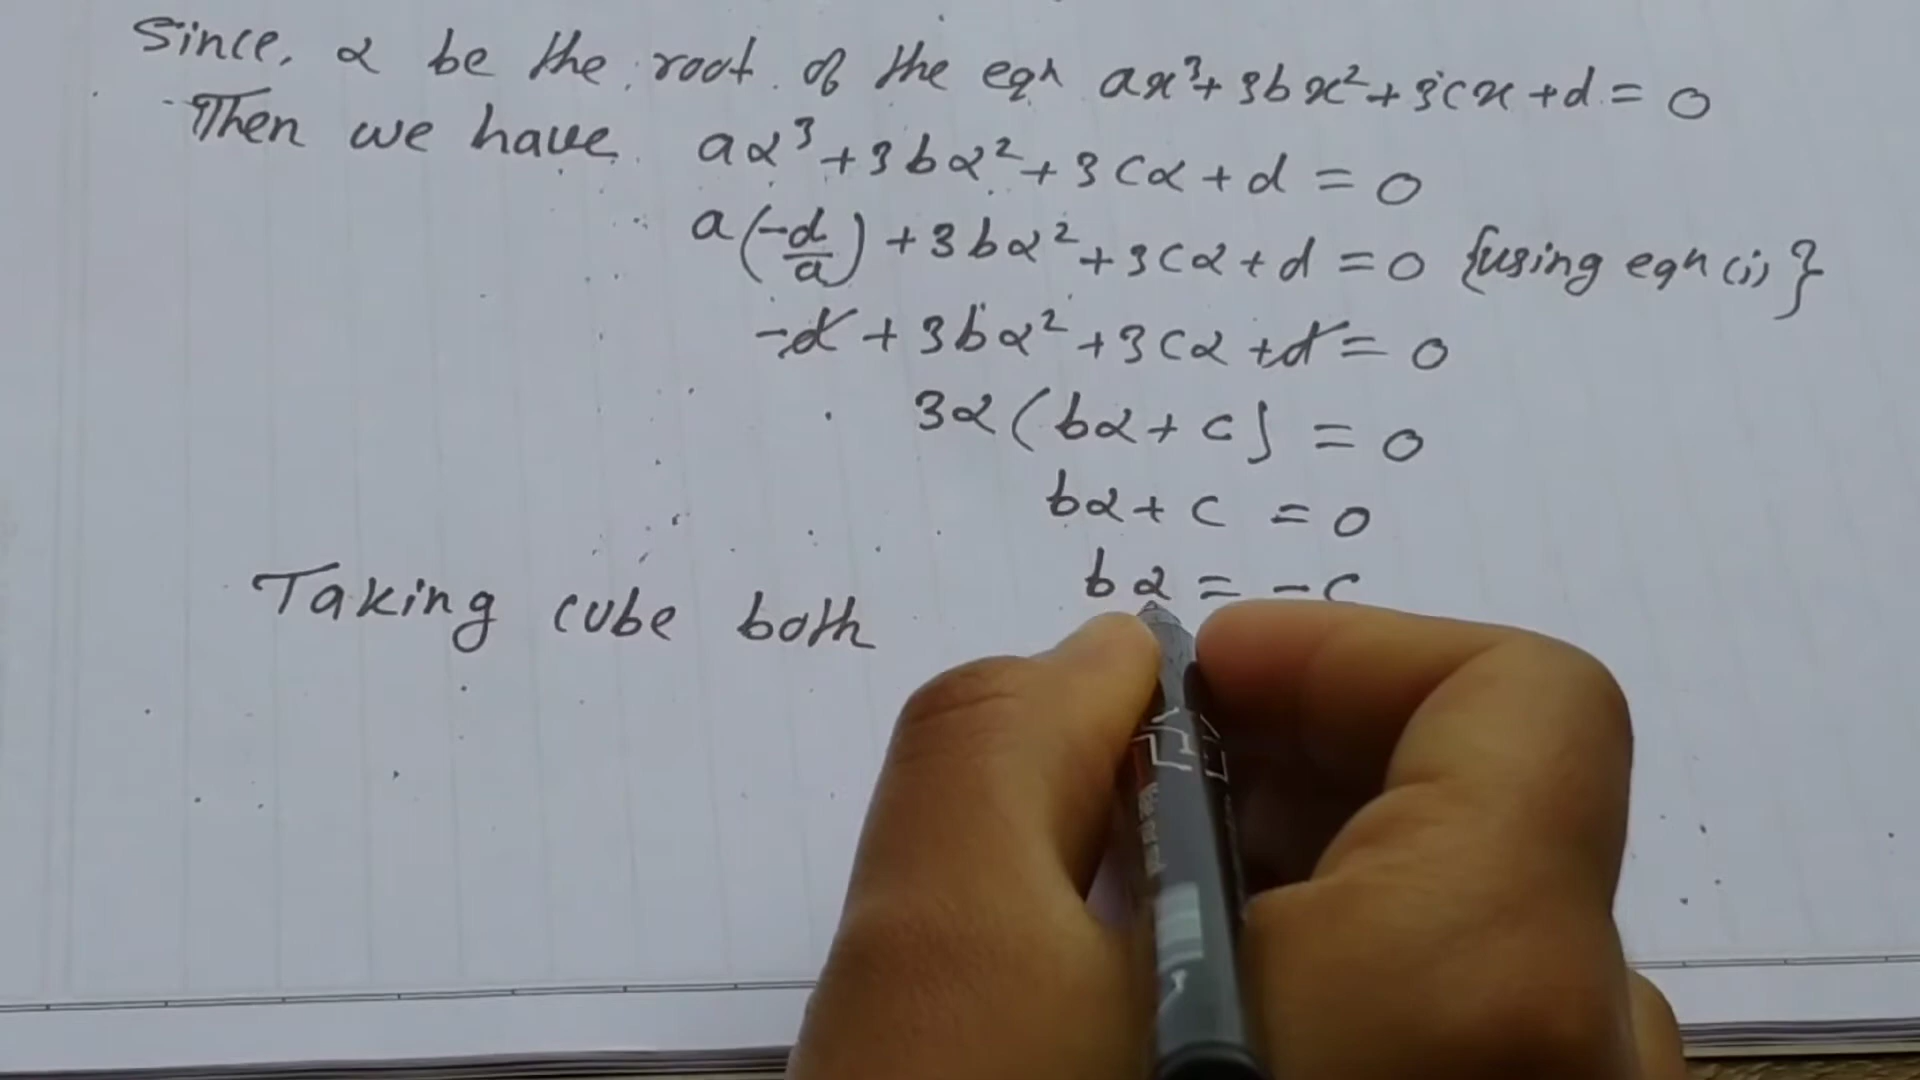 Since, α be the root of the eqn ax³+3bx²+3cx+d=0
Then we have aα³+3bα²+3cα+d=0
a(-d/a)+3bα²+3cα+d=0 {using eqn(i)}
-d+3bα²+3cα+d=0
3α(bα+c)=0
bα+c=0
bα=-c
Taking cube both